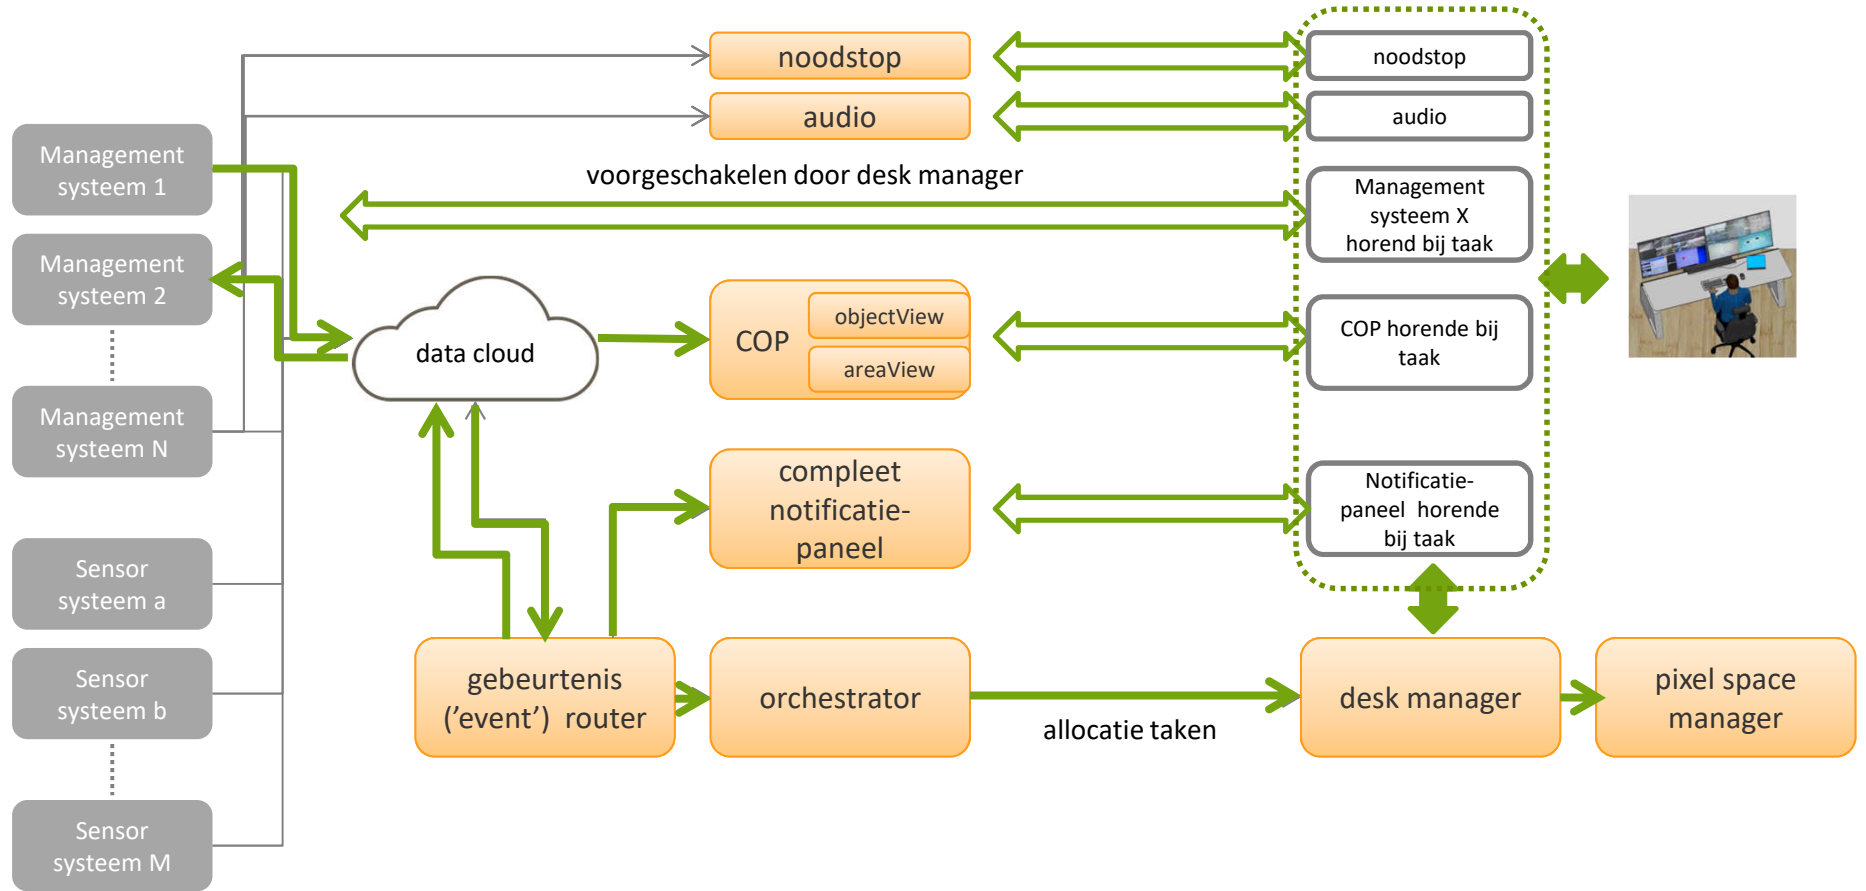 noodstop
audio
Management
systeem 1
Management
systeem 2
Management
systeem N
Sensor
systeem a
Sensor
systeem b
Sensor
systeem M
voorgeschakelen door desk manager
data cloud
COP
objectView
areaView
compleet
notificatie-
paneel
gebeurtenis
(’event’) router
orchestrator
allocatie taken
desk manager
pixel space
manager
noodstop
audio
Management
systeem X
horend bij taak
COP horende bij
taak
Notificatie-
paneel horende
bij taak